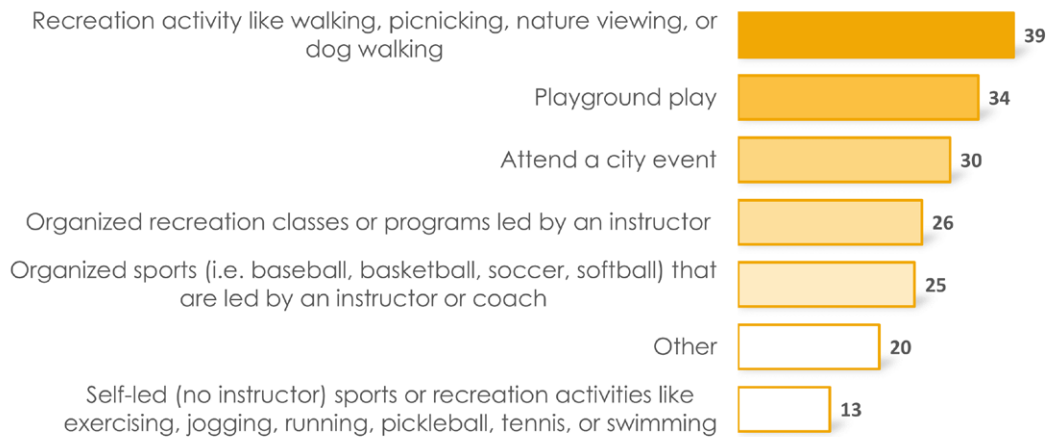 Recreation activity like walking, picnicking, nature viewing, or
dog walking
39
Playground play
34
Attend a city event
30
Organized recreation classes or programs led by an instructor
26
Organized sports (i.e. baseball, basketball, soccer, softball) that
are led by an instructor or coach
25
Other
20
Self-led (no instructor) sports or recreation activities like
exercising, jogging, running, pickleball, tennis, or swimming
13